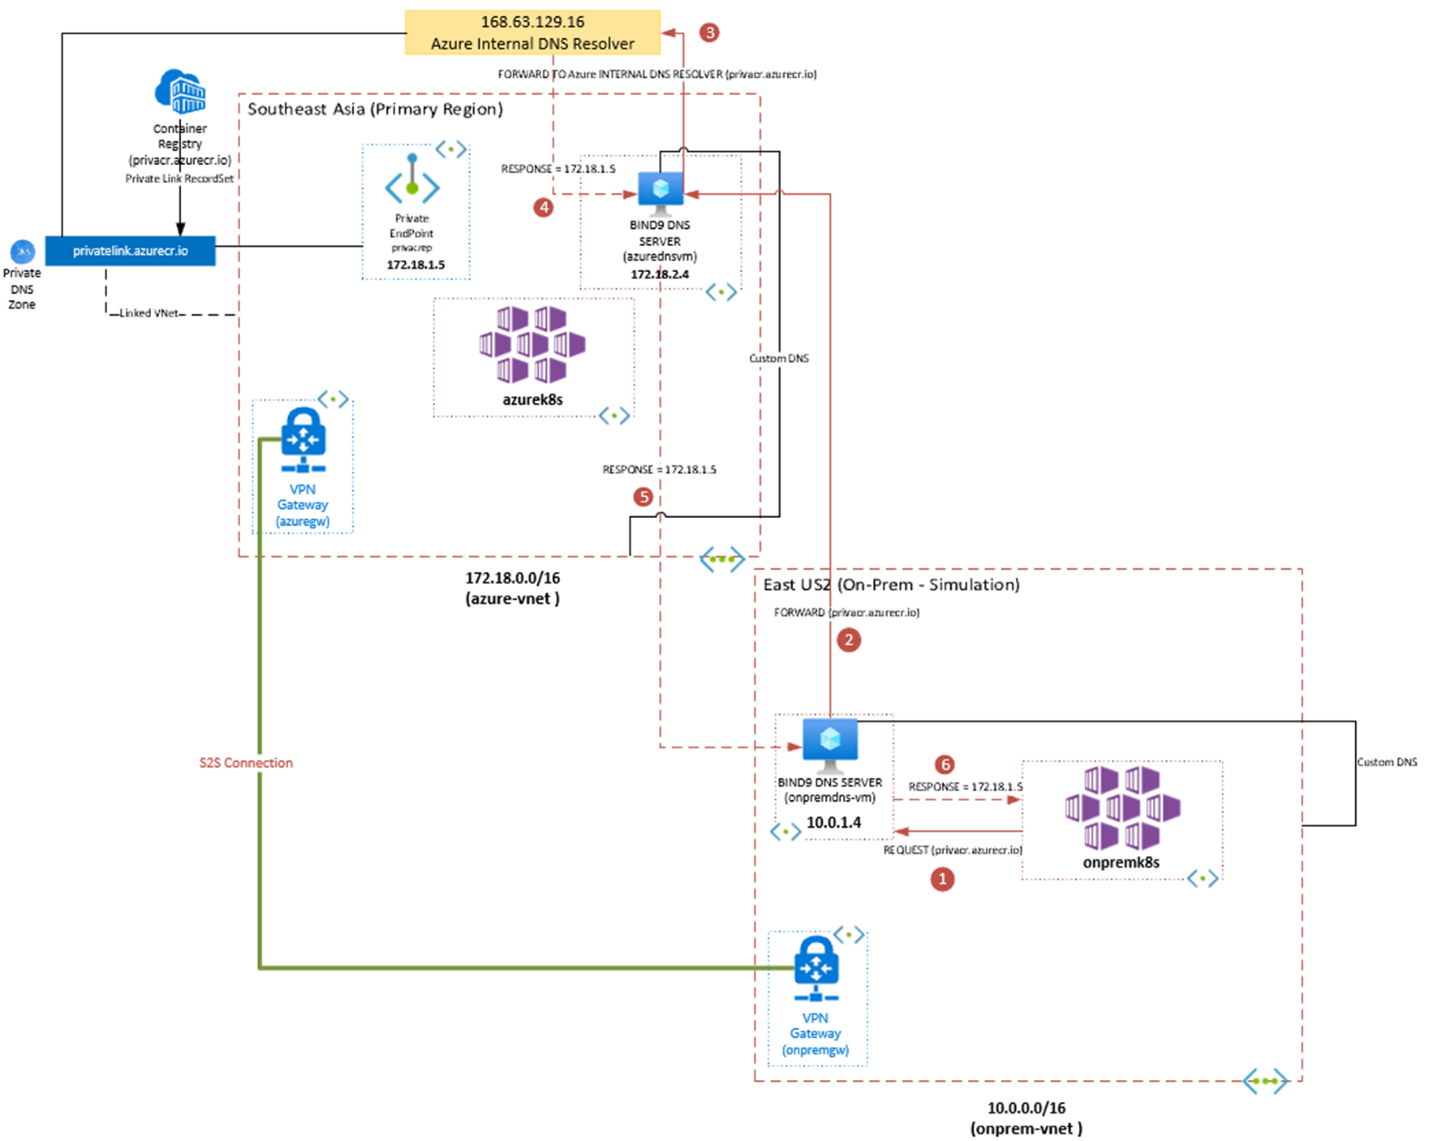 168.63.129.16
Azure Internal DNS Resolver
3
FORWARD TO Azure INTERNAL DNS RESOLVER (privacr.azurecr.io)
Southeast Asia (Primary Region)
Container
Registry
(privacr.azurecr.io)
Private Link RecordSet
RESPONSE = 172.18.1.5
4
Private
EndPoint
privacrep
172.18.1.5
BIND9 DNS
SERVER
(azurednsvm)
172.18.2.4
privatelink.azurecr.io
Private
DNS
Zone
Linked VNet
Custom DNS
azurek8s
RESPONSE = 172.18.1.5
5
VPN
Gateway
(azuregw)
172.18.0.0/16
(azure-vnet )
East US2 (On-Prem - Simulation)
FORWARD (privacr.azurecr.io)
2
S2S Connection
Custom DNS
BIND9 DNS SERVER
(onpremdns-vm)
10.0.1.4
6
RESPONSE = 172.18.1.5
REQUEST (privacr.azurecr.io)
1
onpremk8s
VPN
Gateway
(onpremgw)
10.0.0.0/16
(onprem-vnet )